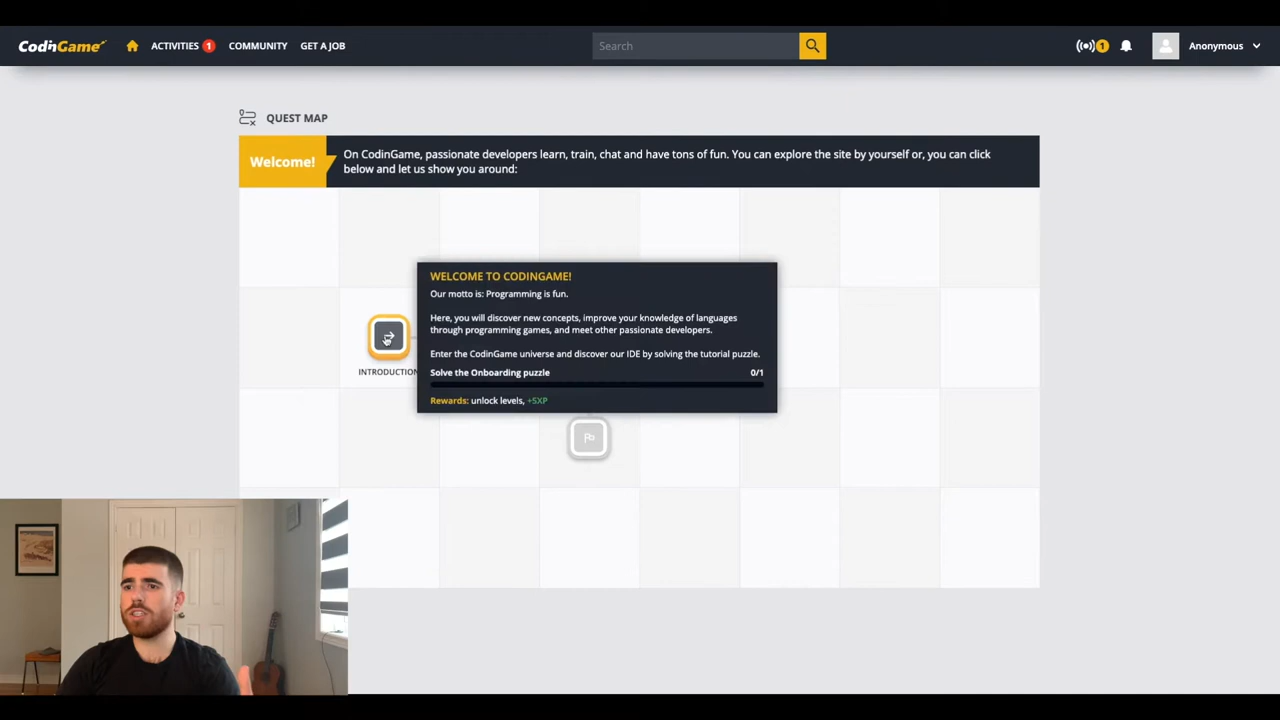 CodinGame
ACTIVITIES 1
COMMUNITY
GET A JOB
Search
1
Anonymous
QUEST MAP
Welcome!
On CodinGame, passionate developers learn, train, chat and have tons of fun. You can explore the site by yourself or, you can click
below and let us show you around:
WELCOME TO CODINGAME!
Our motto is: Programming is fun.
Here, you will discover new concepts, improve your knowledge of languages
through programming games, and meet other passionate developers.
Enter the CodinGame universe and discover our IDE by solving the tutorial puzzle.
Solve the Onboarding puzzle 0/1
Rewards: unlock levels, +5XP
INTRODUCTION